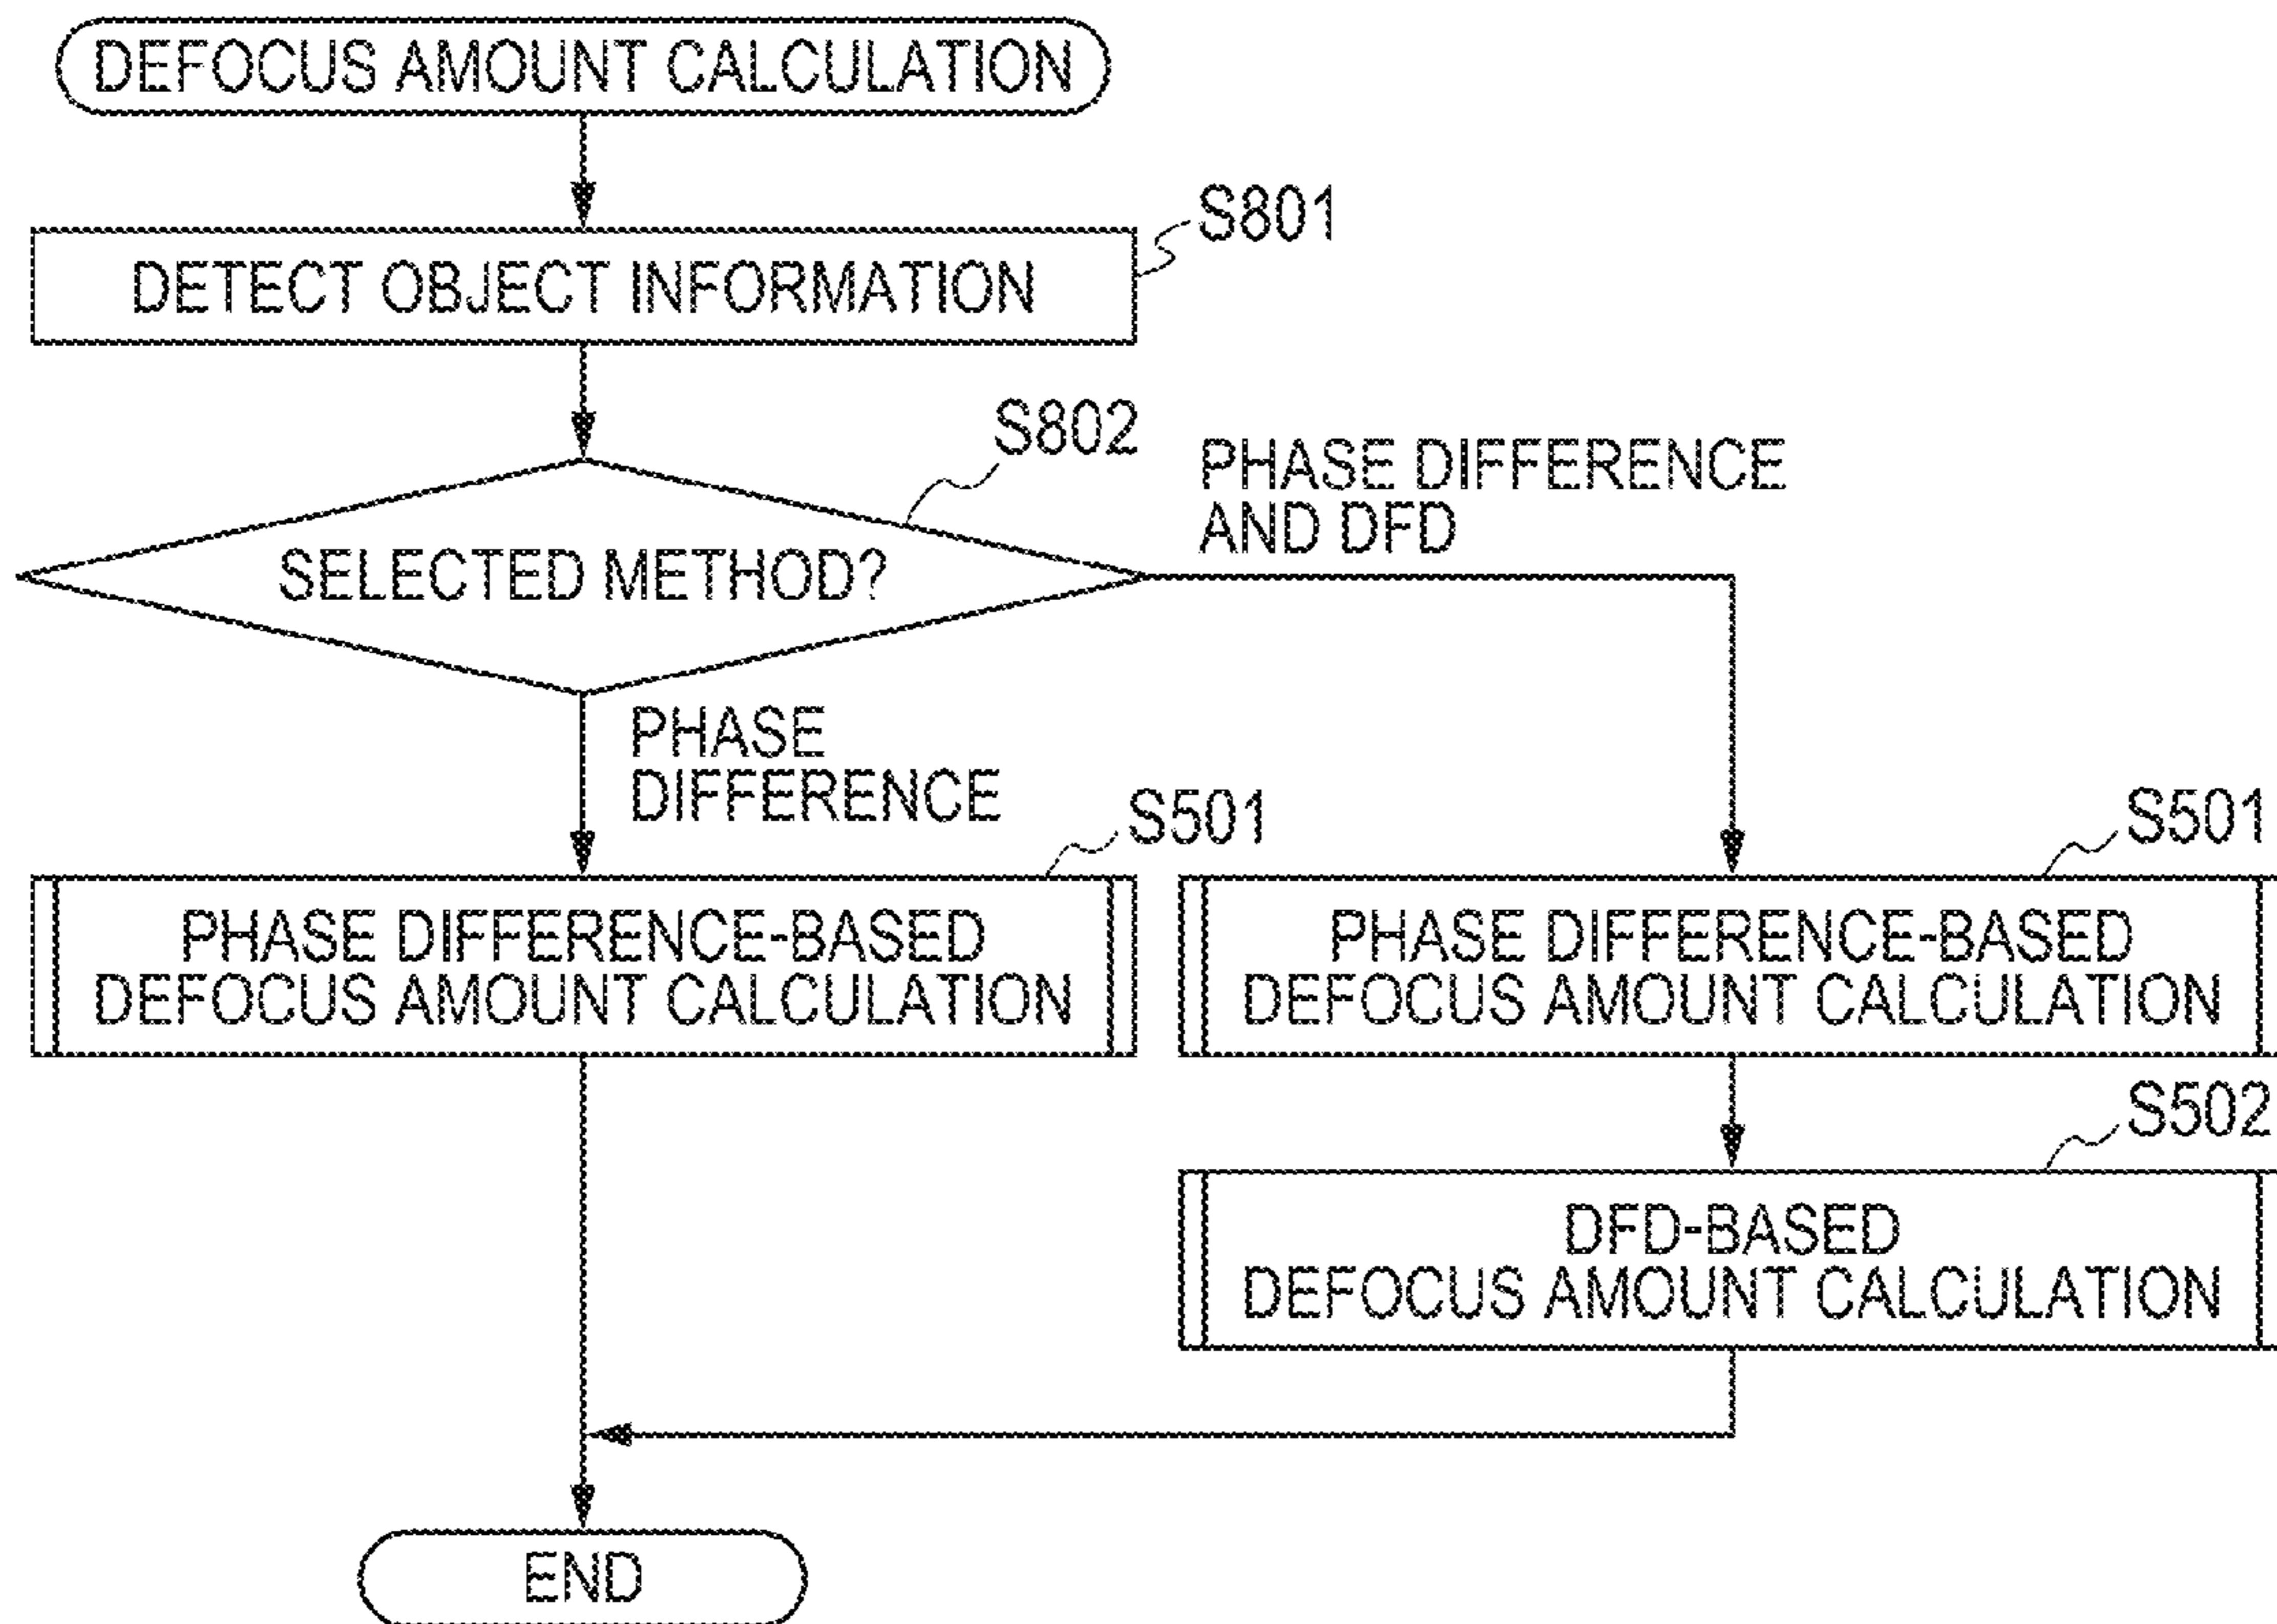 DEFOCUS AMOUNT CALCULATION
S801
DETECT OBJECT INFORMATION
S802
PHASE DIFFERENCE
AND DFD
SELECTED METHOD?
PHASE
DIFFERENCE
S501
S501
PHASE DIFFERENCE-BASED
DEFOCUS AMOUNT CALCULATION
PHASE DIFFERENCE-BASED
DEFOCUS AMOUNT CALCULATION
S502
DFD-BASED
DEFOCUS AMOUNT CALCULATION
END